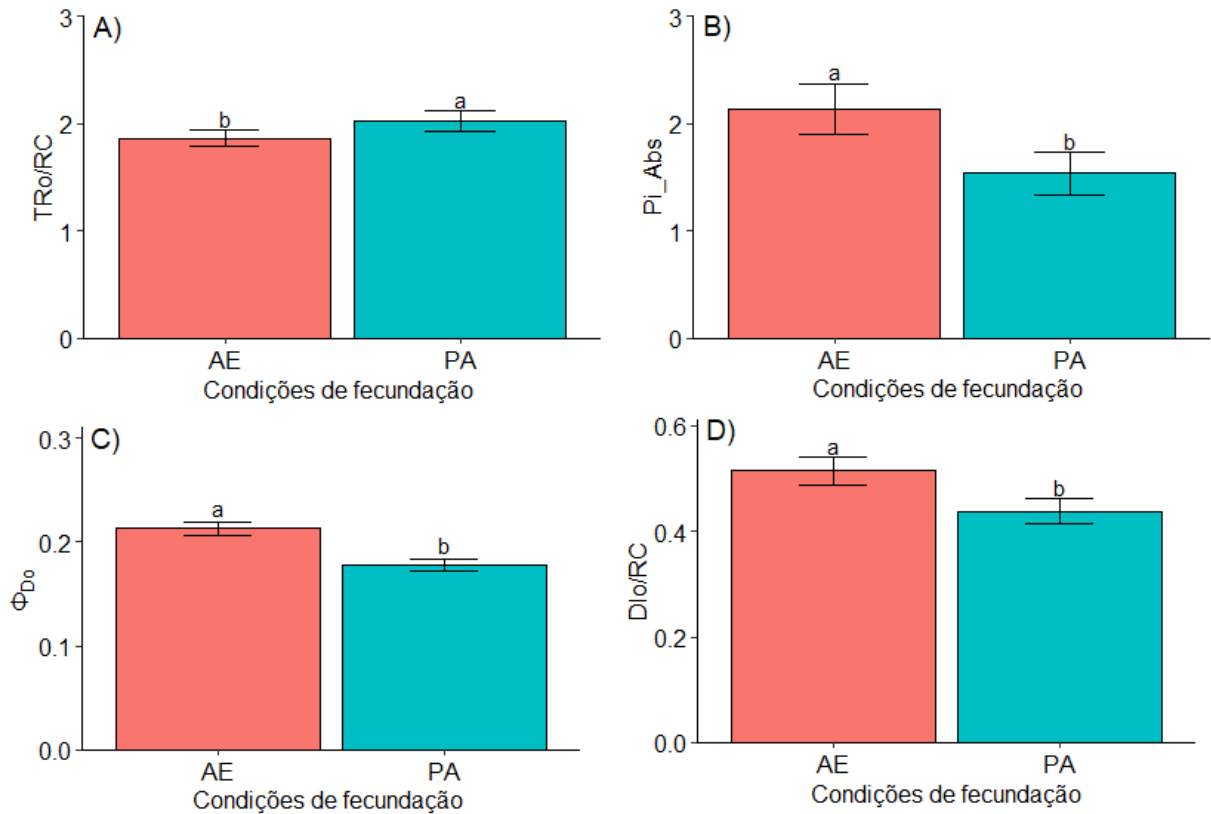 A)
3
2
1
0
TRo/RC
b
a
AE
PA
Condições de fecundação
B)
3
2
1
0
Pi_Abs
a
b
AE
PA
Condições de fecundação
C)
0.3
0.2
0.1
0.0
ΦDo
a
b
AE
PA
Condições de fecundação
D)
0.6
0.4
0.2
0.0
DIo/RC
a
b
AE
PA
Condições de fecundação